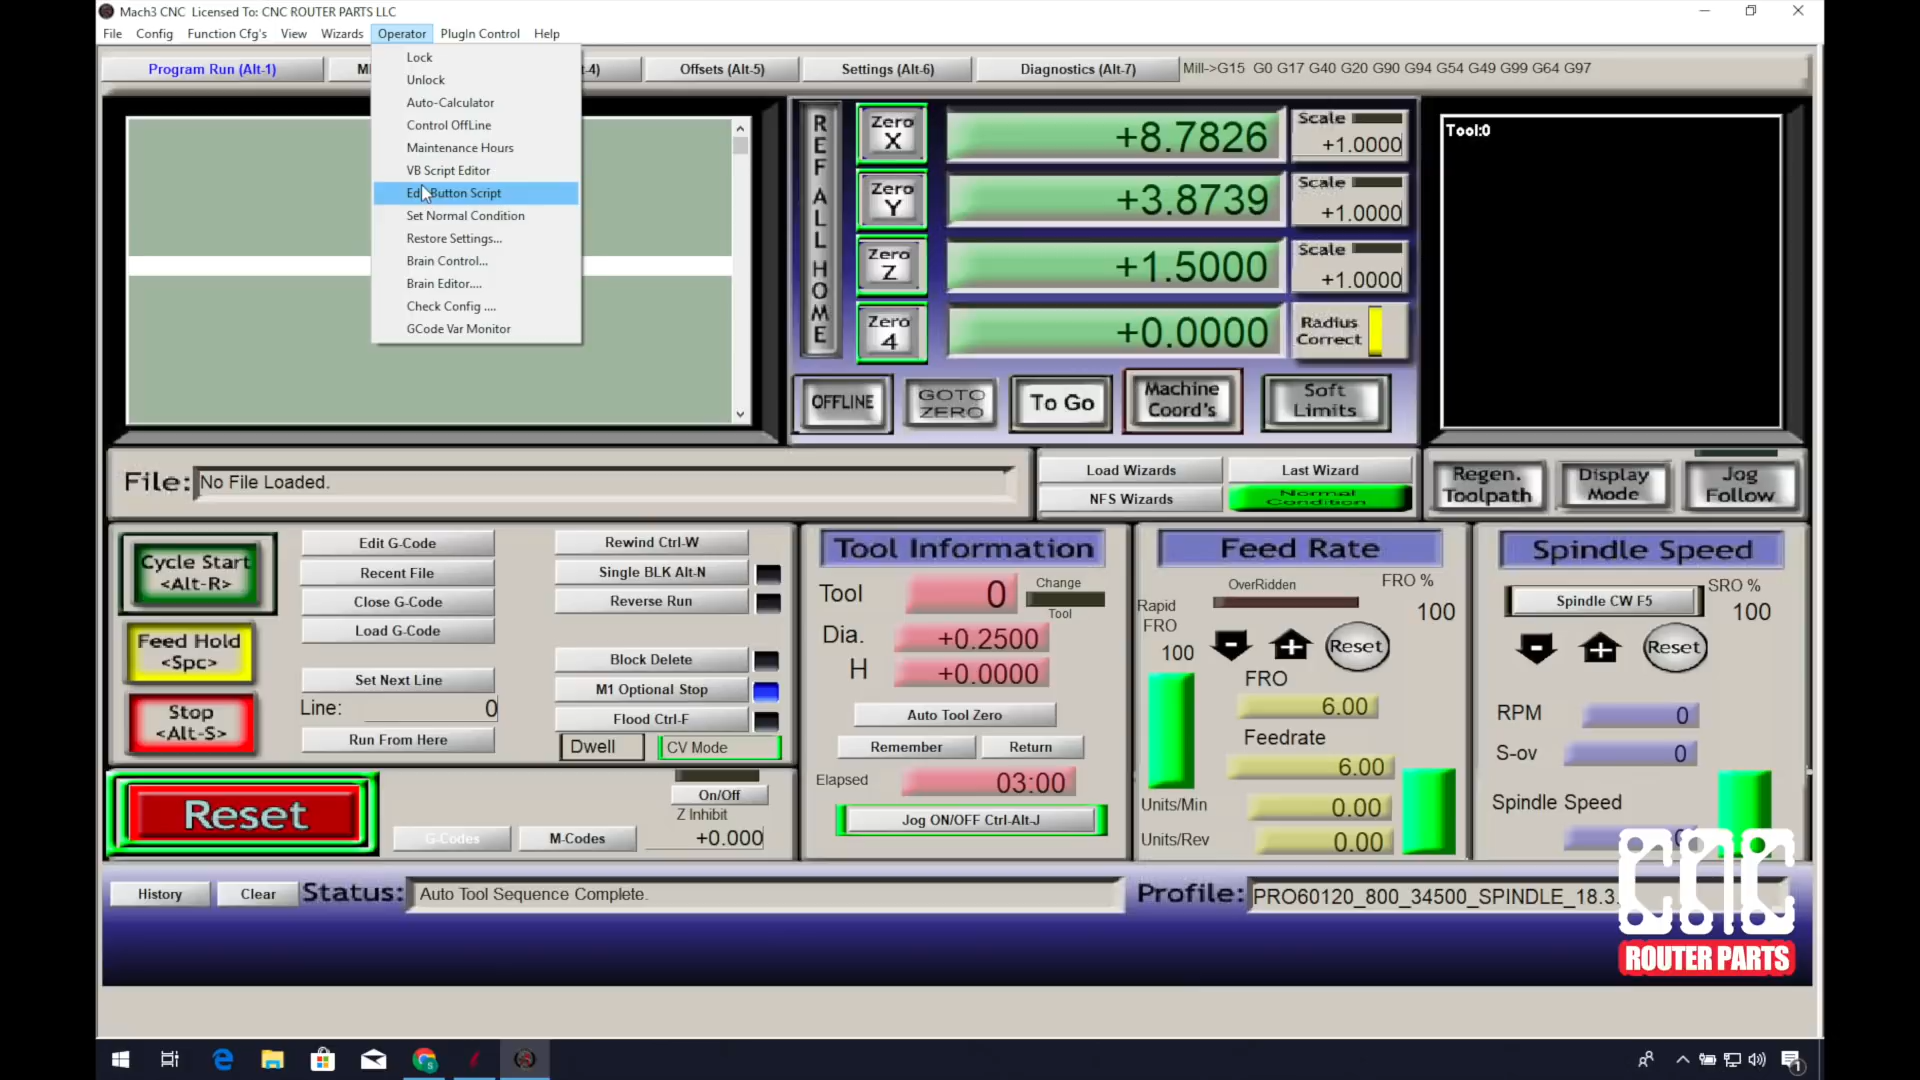 Mach3 CNC Licensed To: CNC ROUTER PARTS LLC
File Config Function Cfg's View Wizards Operator PlugIn Control Help
Lock
Unlock
Auto-Calculator
Control OffLine
Maintenance Hours
VB Script Editor
Button Script
Set Normal Condition
Restore Settings...
Brain Control...
Brain Editor....
Check Config ....
GCode Var Monitor
Program Run (Alt-1) Offsets (Alt-5) Settings (Alt-6) Diagnostics (Alt-7) Mill->G15 G0 G17 G40 G20 G90 G94 G54 G49 G99 G64 G97
REF ALL HOME
Zero X +8.7826 Scale +1.0000
Zero Y +3.8739 Scale +1.0000
Zero Z +1.5000 Scale +1.0000
Zero 4 +0.0000 Radius Correct
OFFLINE GOTO ZERO To Go Machine Coord's Soft Limits
Tool:0
File: No File Loaded.
Load Wizards Last Wizard
NFS Wizards Normal Condition
Regen. Toolpath Display Mode Jog Follow
Cycle Start <Alt-R>
Feed Hold <Spc>
Stop <Alt-S>
Reset
Edit G-Code
Recent File
Close G-Code
Load G-Code
Set Next Line
Line: 0
Run From Here
Rewind Ctrl-W
Single BLK Alt-N
Reverse Run
Block Delete
M1 Optional Stop
Flood Ctrl-F
Dwell CV Mode
G-Codes M-Codes
On/Off
Z Inhibit
+0.000
Tool Information
Tool 0 Change Tool
Dia. +0.2500
H +0.0000
Auto Tool Zero
Remember Return
Elapsed 03:00
Jog ON/OFF Ctrl-Alt-J
Feed Rate
OverRidden FRO %
100
Rapid FRO
100
Reset
FRO
6.00
Feedrate
6.00
Units/Min 0.00
Units/Rev 0.00
Spindle Speed
Spindle CW F5 SRO %
100
Reset
RPM 0
S-ov 0
Spindle Speed
History Clear Status: Auto Tool Sequence Complete. Profile: PRO60120_800_34500_SPINDLE_18.3.
CNC
ROUTER PARTS
1